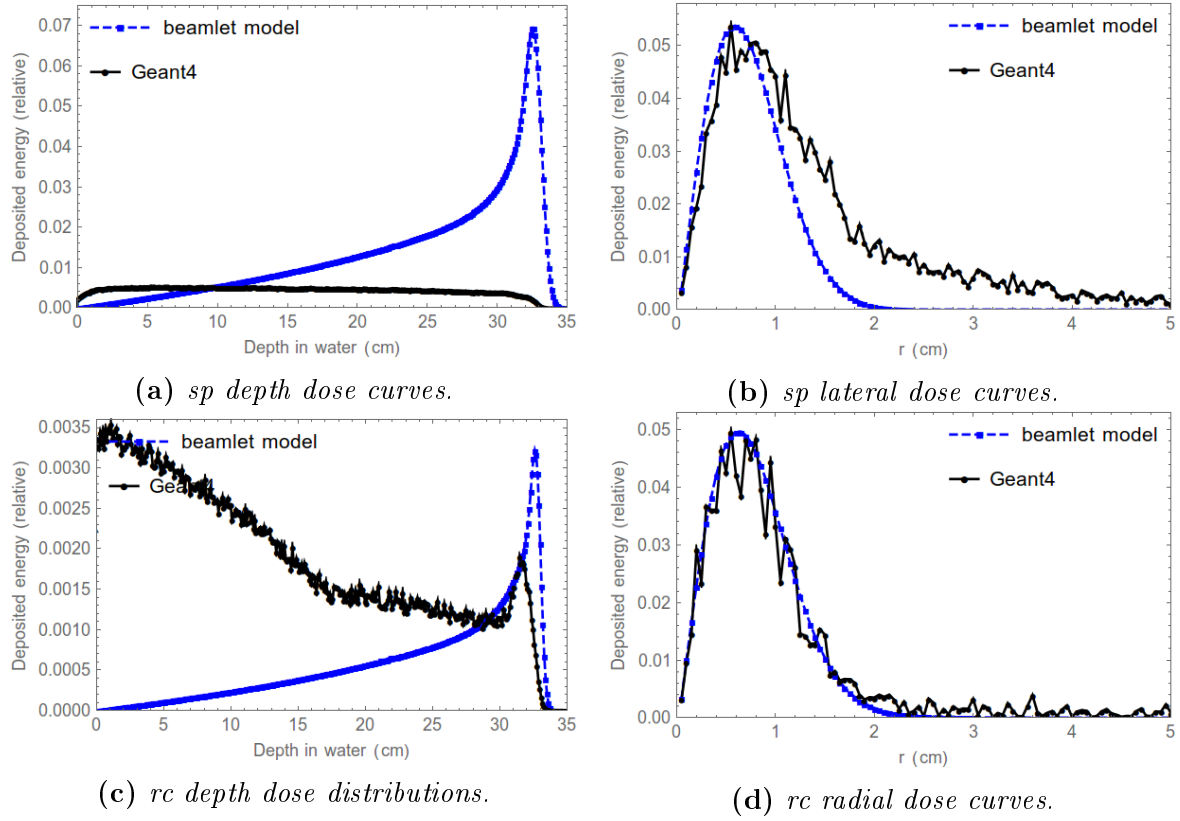 beamlet model
Geant4
Deposited energy (relative)
0.07
0.06
0.05
0.04
0.03
0.02
0.01
0.00
0 5 10 15 20 25 30 35
Depth in water (cm)
(a) sp depth dose curves.
beamlet model
Geant4
Deposited energy (relative)
0.05
0.04
0.03
0.02
0.01
0.00
0 1 2 3 4 5
r (cm)
(b) sp lateral dose curves.
beamlet model
Geant4
Deposited energy (relative)
0.0035
0.0030
0.0025
0.0020
0.0015
0.0010
0.0005
0.0000
0 5 10 15 20 25 30 35
Depth in water (cm)
(c) rc depth dose distributions.
beamlet model
Geant4
Deposited energy (relative)
0.05
0.04
0.03
0.02
0.01
0.00
0 1 2 3 4 5
r (cm)
(d) rc radial dose curves.